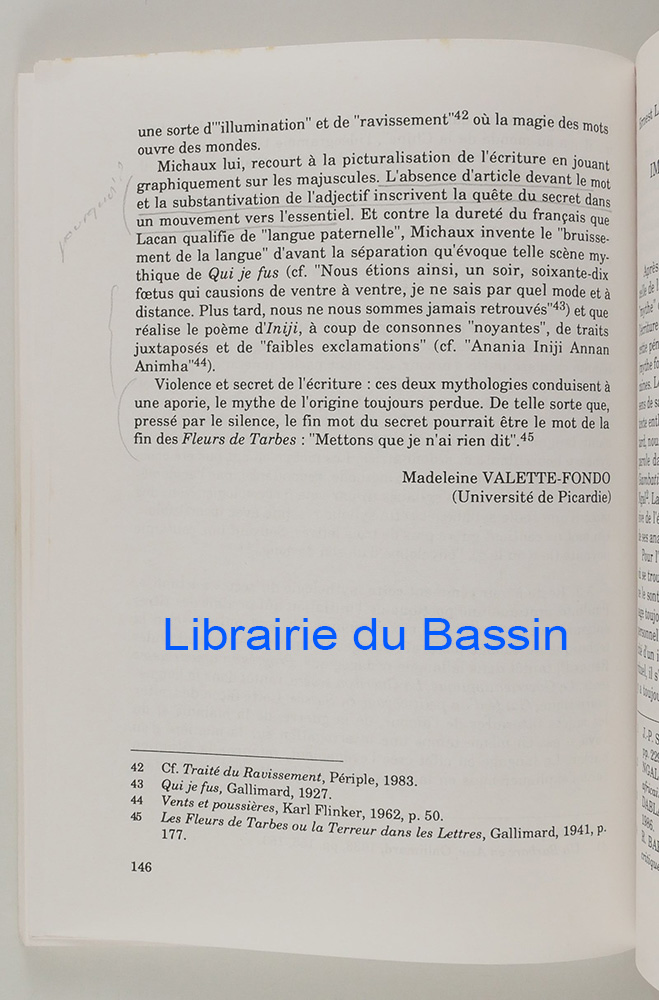 une sorte d'"illumination" et de "ravissement"42 où la magie des mots
ouvre des mondes.
Michaux lui, recourt à la picturalisation de l'écriture en jouant
graphiquement sur les majuscules. L'absence d'article devant le mot
et la substantivation de l'adjectif inscrivent la quête du secret dans
un mouvement vers l'essentiel. Et contre la dureté du français que
Lacan qualifie de "langue paternelle", Michaux invente le "bruisse-
ment de la langue" d'avant la séparation qu'évoque telle scène my-
thique de Qui je fus (cf. "Nous étions ainsi, un soir, soixante-dix
fœtus qui causions de ventre à ventre, je ne sais par quel mode et à
distance. Plus tard, nous ne nous sommes jamais retrouvés"43) et que
réalise le poème d'Iniji, à coup de consonnes "noyantes", de traits
juxtaposés et de "faibles exclamations" (cf. "Anania Iniji Annan
Animha"44).
Violence et secret de l'écriture : ces deux mythologies conduisent à
une aporie, le mythe de l'origine toujours perdue. De telle sorte que,
pressé par le silence, le fin mot du secret pourrait être le mot de la
fin des Fleurs de Tarbes : "Mettons que je n'ai rien dit".45
Madeleine VALETTE-FONDO
(Université de Picardie)
Librairie du Bassin
42 Cf. Traité du Ravissement, Périple, 1983.
43 Qui je fus, Gallimard, 1927.
44 Vents et poussières, Karl Flinker, 1962, p. 50.
45 Les Fleurs de Tarbes ou la Terreur dans les Lettres, Gallimard, 1941, p.
177.
146
Après